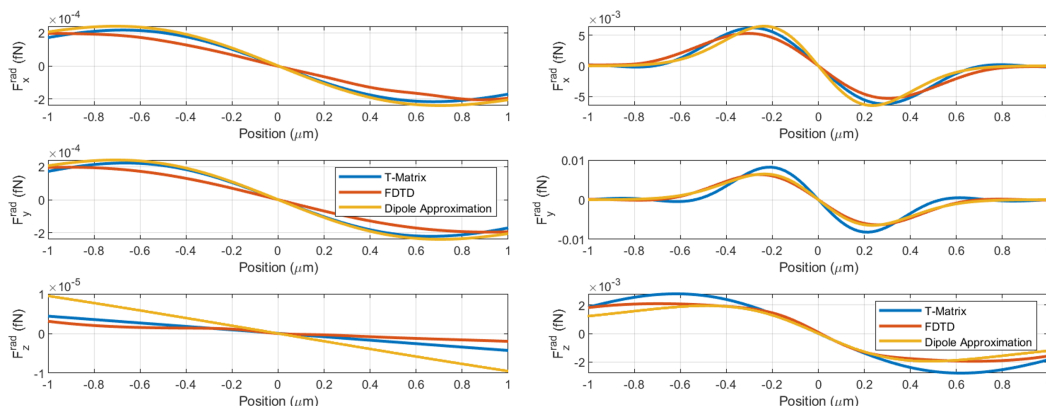 ×10⁻⁴
F_x^rad (fN)
2
0
-2
-1 -0.8 -0.6 -0.4 -0.2 0 0.2 0.4 0.6 0.8 1
Position (μm)
×10⁻³
F_x^rad (fN)
5
0
-5
-1 -0.8 -0.6 -0.4 -0.2 0 0.2 0.4 0.6 0.8
Position (μm)
×10⁻⁴
F_y^rad (fN)
2
0
-2
T-Matrix
FDTD
Dipole Approximation
-1 -0.8 -0.6 -0.4 -0.2 0 0.2 0.4 0.6 0.8 1
Position (μm)
F_y^rad (fN)
0.01
0
-0.01
-1 -0.8 -0.6 -0.4 -0.2 0 0.2 0.4 0.6 0.8
Position (μm)
×10⁻⁵
F_z^rad (fN)
1
0
-1
-1 -0.8 -0.6 -0.4 -0.2 0 0.2 0.4 0.6 0.8 1
Position (μm)
×10⁻³
F_z^rad (fN)
2
0
-2
T-Matrix
FDTD
Dipole Approximation
-1 -0.8 -0.6 -0.4 -0.2 0 0.2 0.4 0.6 0.8
Position (μm)